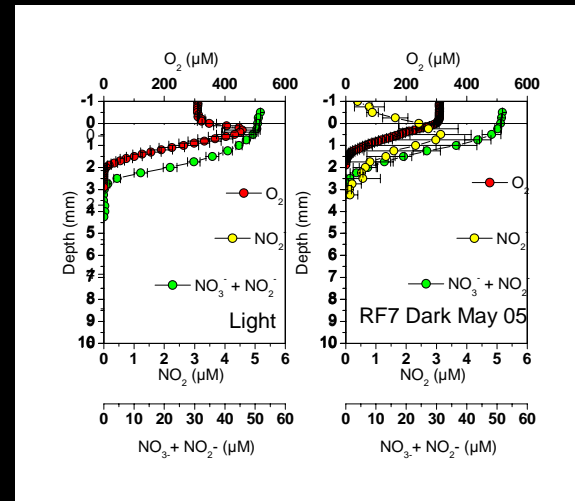 O2 (µM)
0 200 400 600
-1
0
0
1
2
2
3
4
5
6
7
8
9
10
Depth (mm)
O2
NO2
NO3- + NO2-
Light
0 1 2 3 4 5 6
NO2 (µM)
0 10 20 30 40 50 60
NO3-+ NO2- (µM)
O2 (µM)
0 200 400 600
-1
0
1
2
3
4
5
6
7
8
9
10
Depth (mm)
O2
NO2
NO3- + NO2-
RF7 Dark May 05
0 1 2 3 4 5 6
NO2 (µM)
0 10 20 30 40 50 60
NO3-+ NO2- (µM)